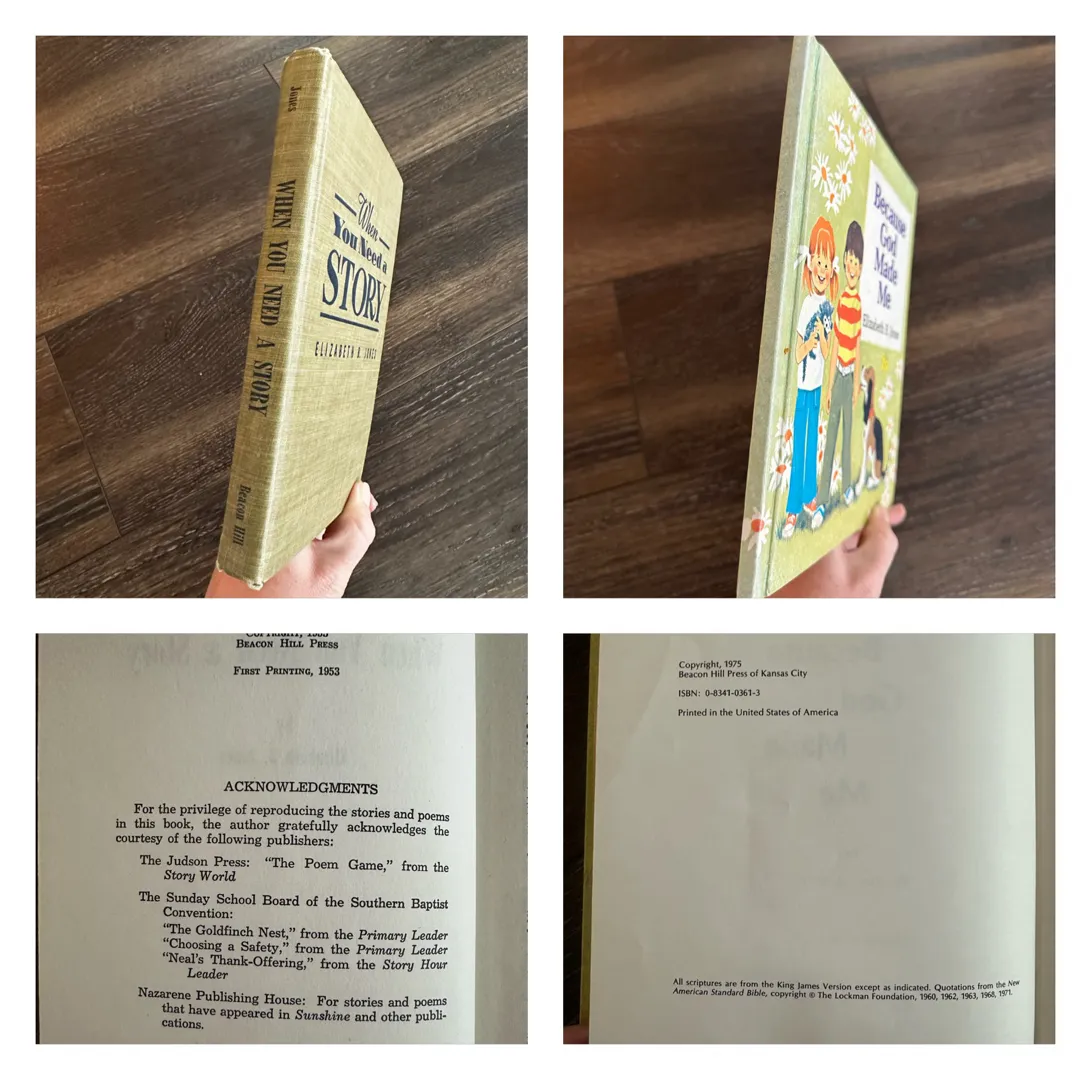 Jones
WHEN YOU NEED A STORY
Beacon Hill
When
You Need a
STORY
ELIZABETH B. JONES
Because
God
Made
Me
Elizabeth B. Jones
COPYRIGHT, 1953
BEACON HILL PRESS
FIRST PRINTING, 1953
ACKNOWLEDGMENTS
For the privilege of reproducing the stories and poems
in this book, the author gratefully acknowledges the
courtesy of the following publishers:
The Judson Press: "The Poem Game," from the
Story World
The Sunday School Board of the Southern Baptist
Convention:
"The Goldfinch Nest," from the Primary Leader
"Choosing a Safety," from the Primary Leader
"Neal's Thank-Offering," from the Story Hour
Leader
Nazarene Publishing House: For stories and poems
that have appeared in Sunshine and other publi-
cations.
Copyright, 1975
Beacon Hill Press of Kansas City
ISBN: 0-8341-0361-3
Printed in the United States of America
All scriptures are from the King James Version except as indicated. Quotations from the New
American Standard Bible, copyright © The Lockman Foundation, 1960, 1962, 1963, 1968, 1971.